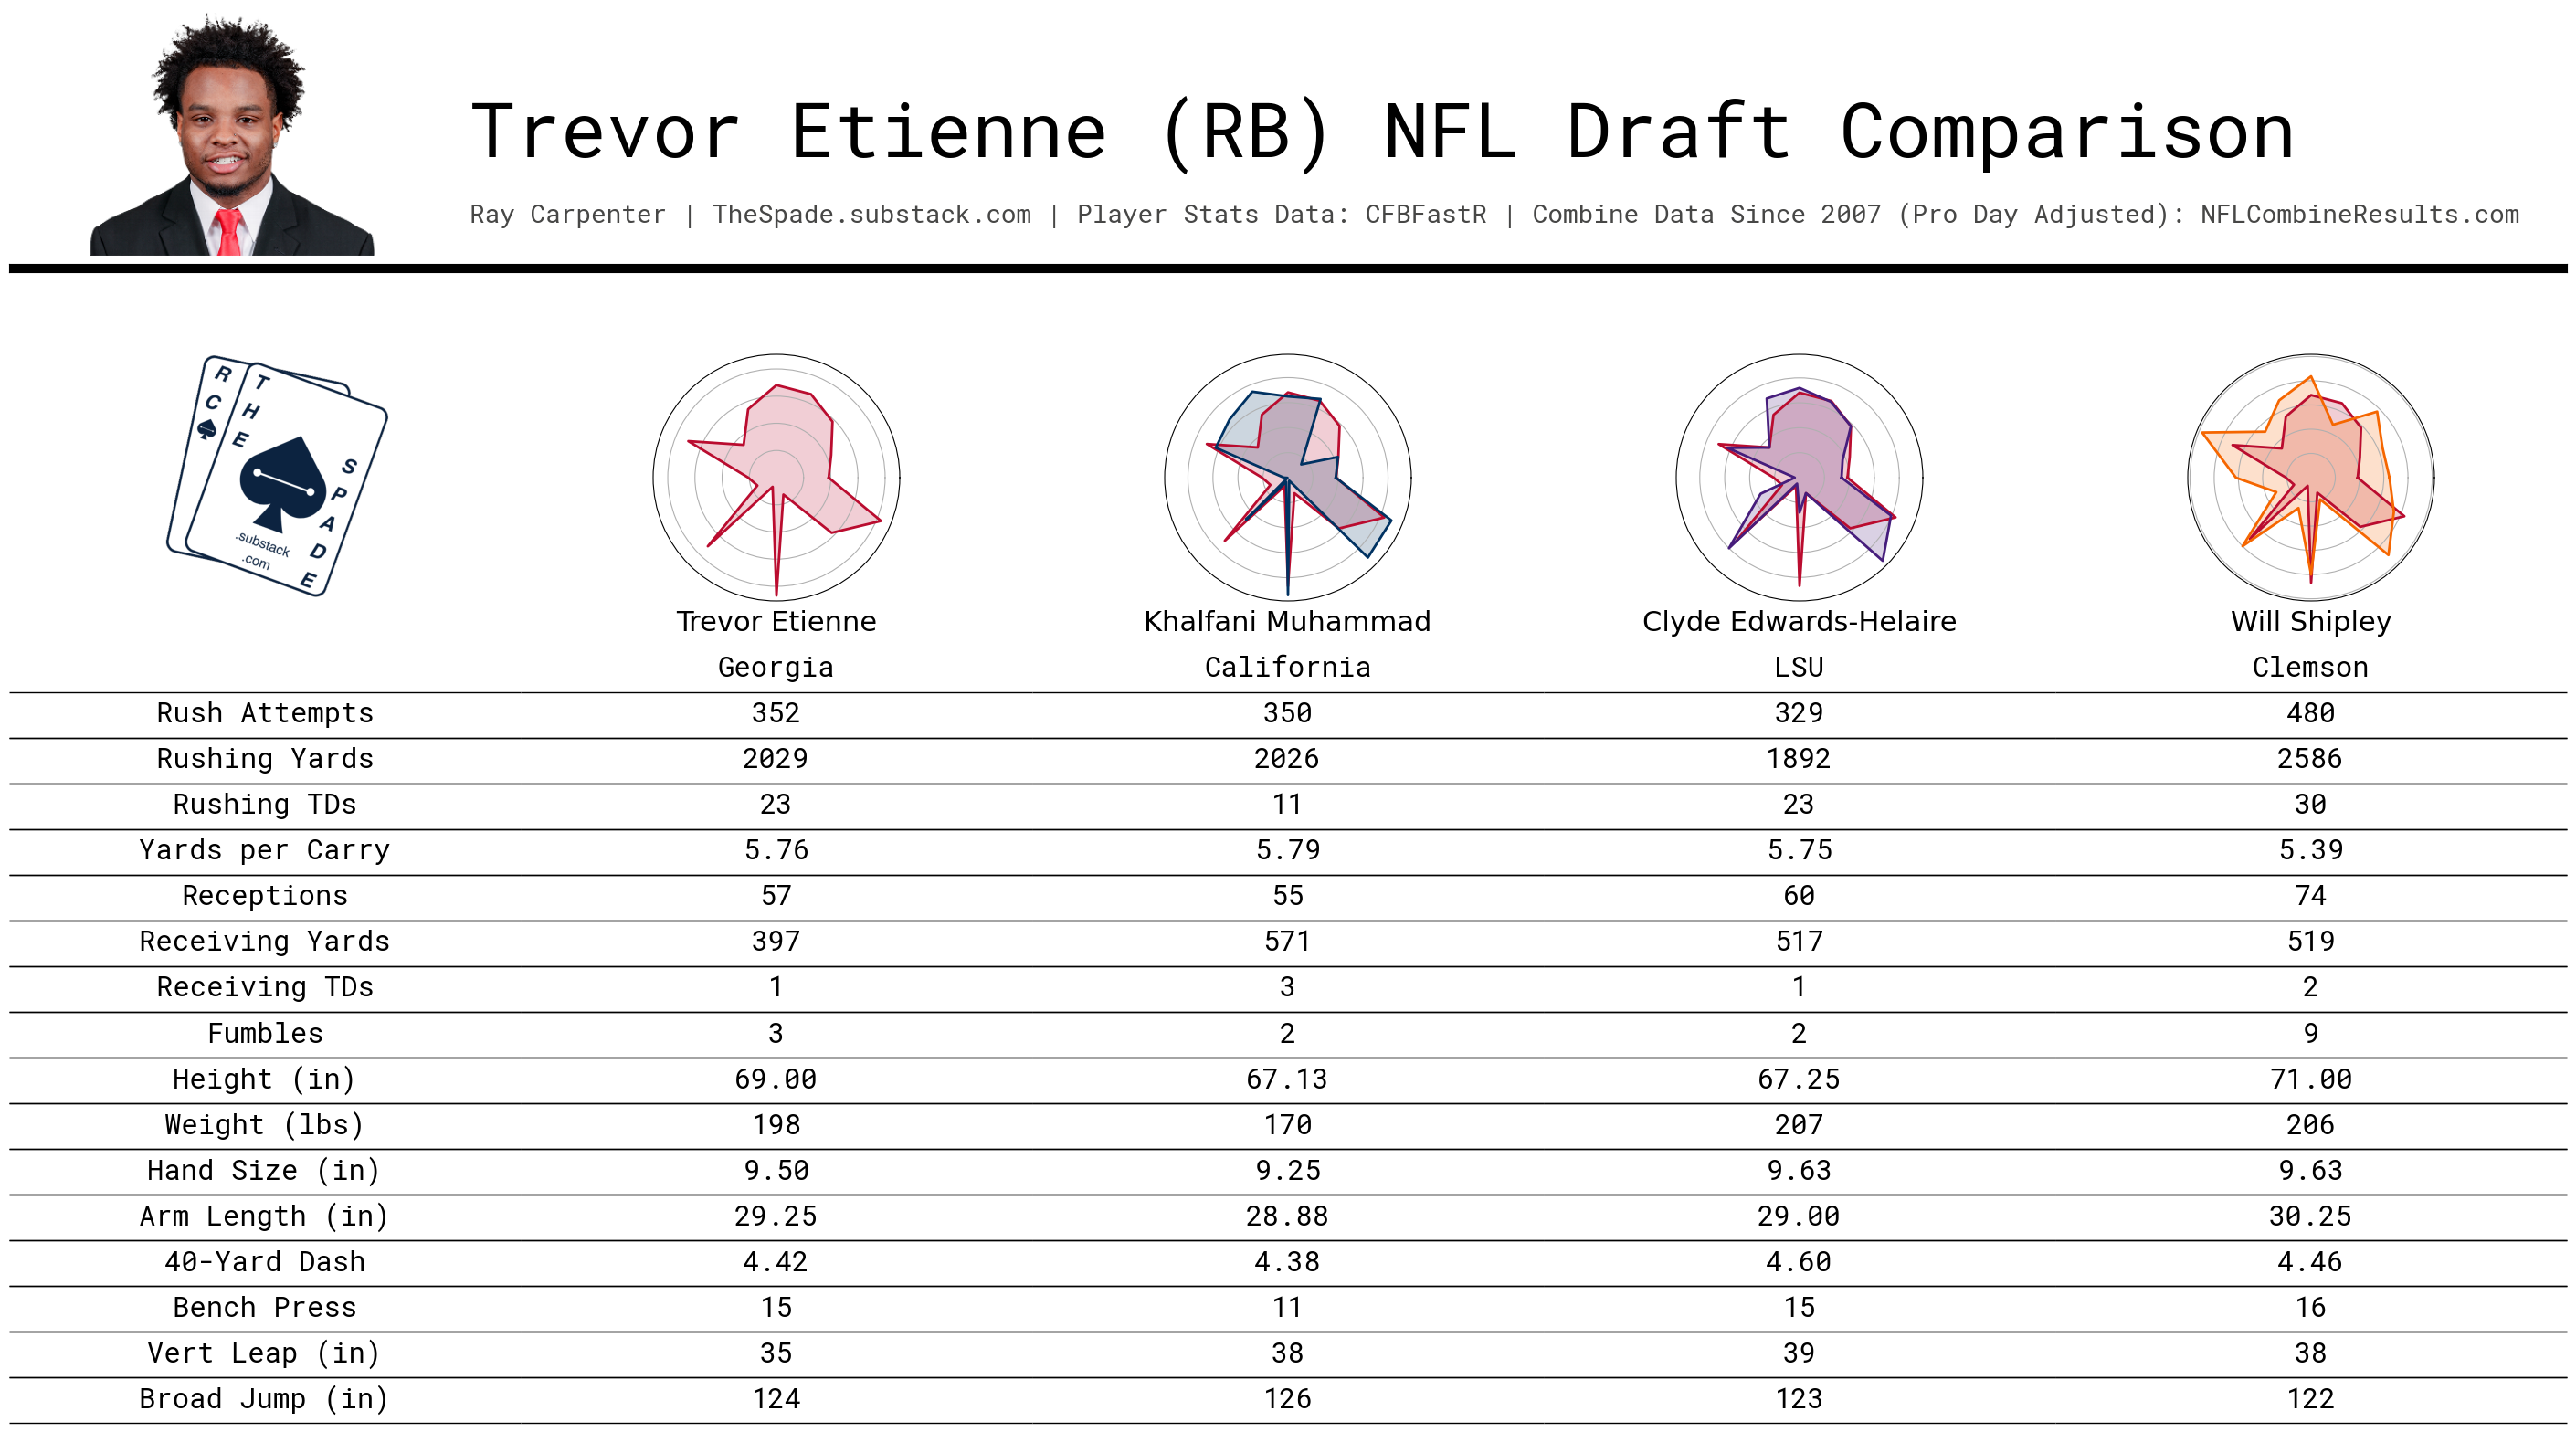 Trevor Etienne (RB) NFL Draft Comparison
Ray Carpenter | TheSpade.substack.com | Player Stats Data: CFBFastR | Combine Data Since 2007 (Pro Day Adjusted): NFLCombineResults.com
R C
T H E
S P A D E
.substack
.com
Trevor Etienne Khalfani Muhammad Clyde Edwards-Helaire Will Shipley
Georgia California LSU Clemson
Rush Attempts 352 350 329 480
Rushing Yards 2029 2026 1892 2586
Rushing TDs 23 11 23 30
Yards per Carry 5.76 5.79 5.75 5.39
Receptions 57 55 60 74
Receiving Yards 397 571 517 519
Receiving TDs 1 3 1 2
Fumbles 3 2 2 9
Height (in) 69.00 67.13 67.25 71.00
Weight (lbs) 198 170 207 206
Hand Size (in) 9.50 9.25 9.63 9.63
Arm Length (in) 29.25 28.88 29.00 30.25
40-Yard Dash 4.42 4.38 4.60 4.46
Bench Press 15 11 15 16
Vert Leap (in) 35 38 39 38
Broad Jump (in) 124 126 123 122